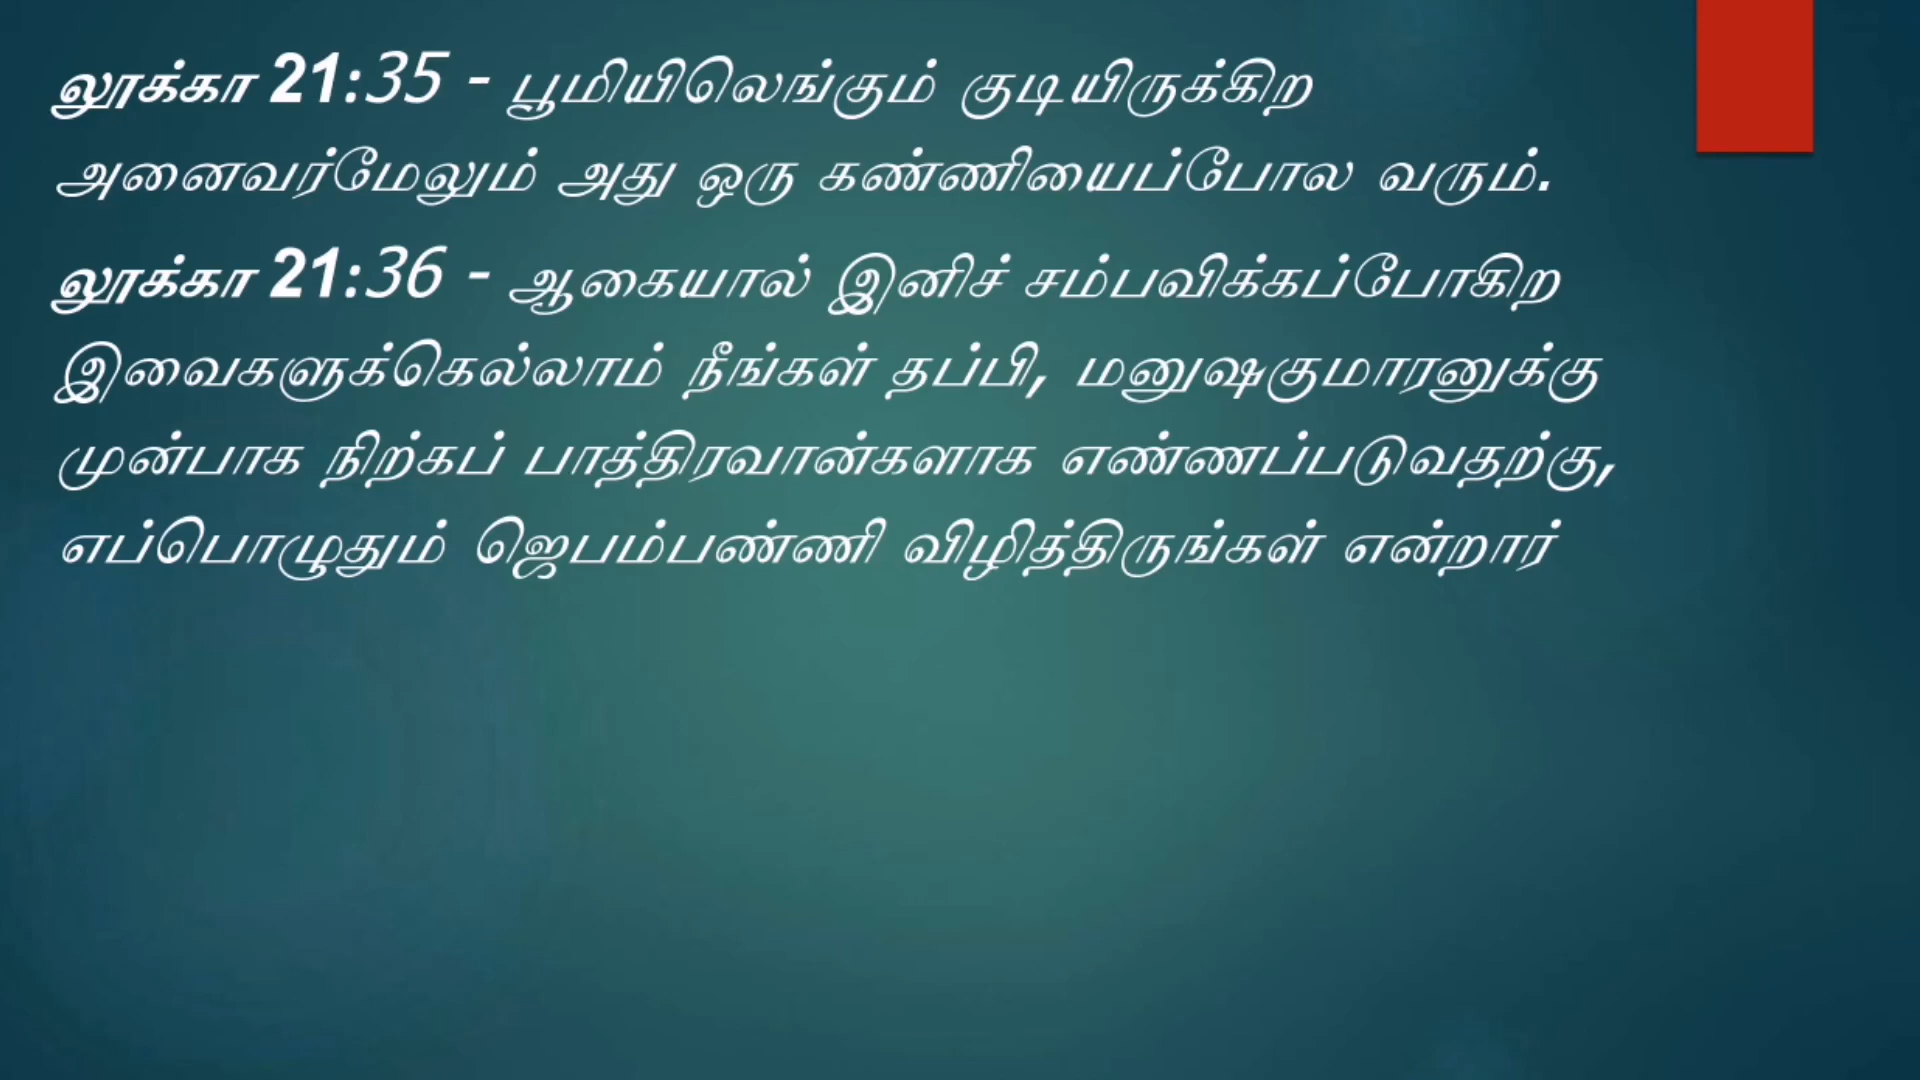 லூக்கா 21:35 - பூமியிலெங்கும் குடியிருக்கிற
அனைவர்மேலும் அது ஒரு கண்ணியைப்போல வரும்.
லூக்கா 21:36 - ஆகையால் இனிச் சம்பவிக்கப்போகிற
இவைகளுக்கெல்லாம் நீங்கள் தப்பி, மனுஷகுமாரனுக்கு
முன்பாக நிற்கப் பாத்திரவான்களாக எண்ணப்படுவதற்கு,
எப்பொழுதும் ஜெபம்பண்ணி விழித்திருங்கள் என்றார்